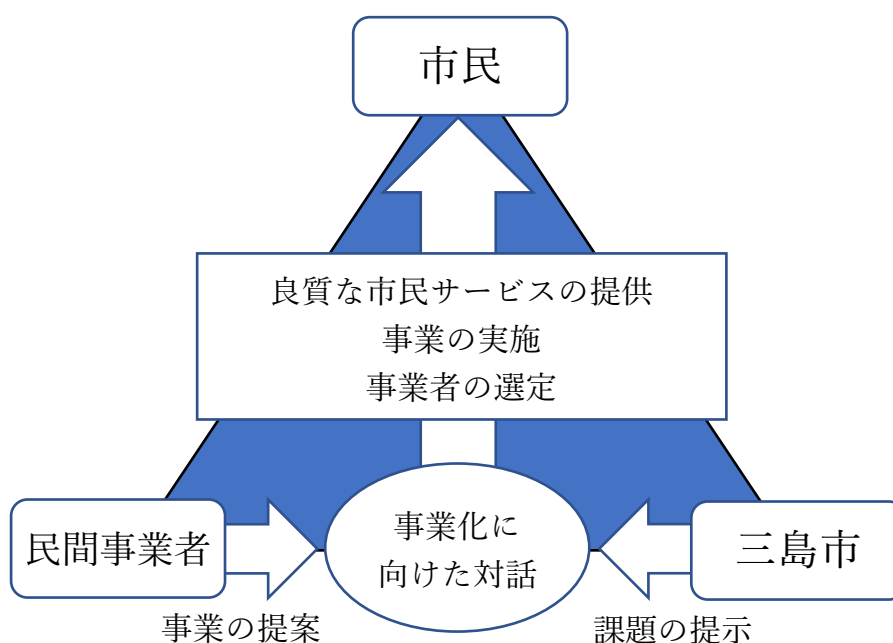 市民
良質な市民サービスの提供
事業の実施
事業者の選定
民間事業者
事業化に
向けた対話
三島市
事業の提案
課題の提示